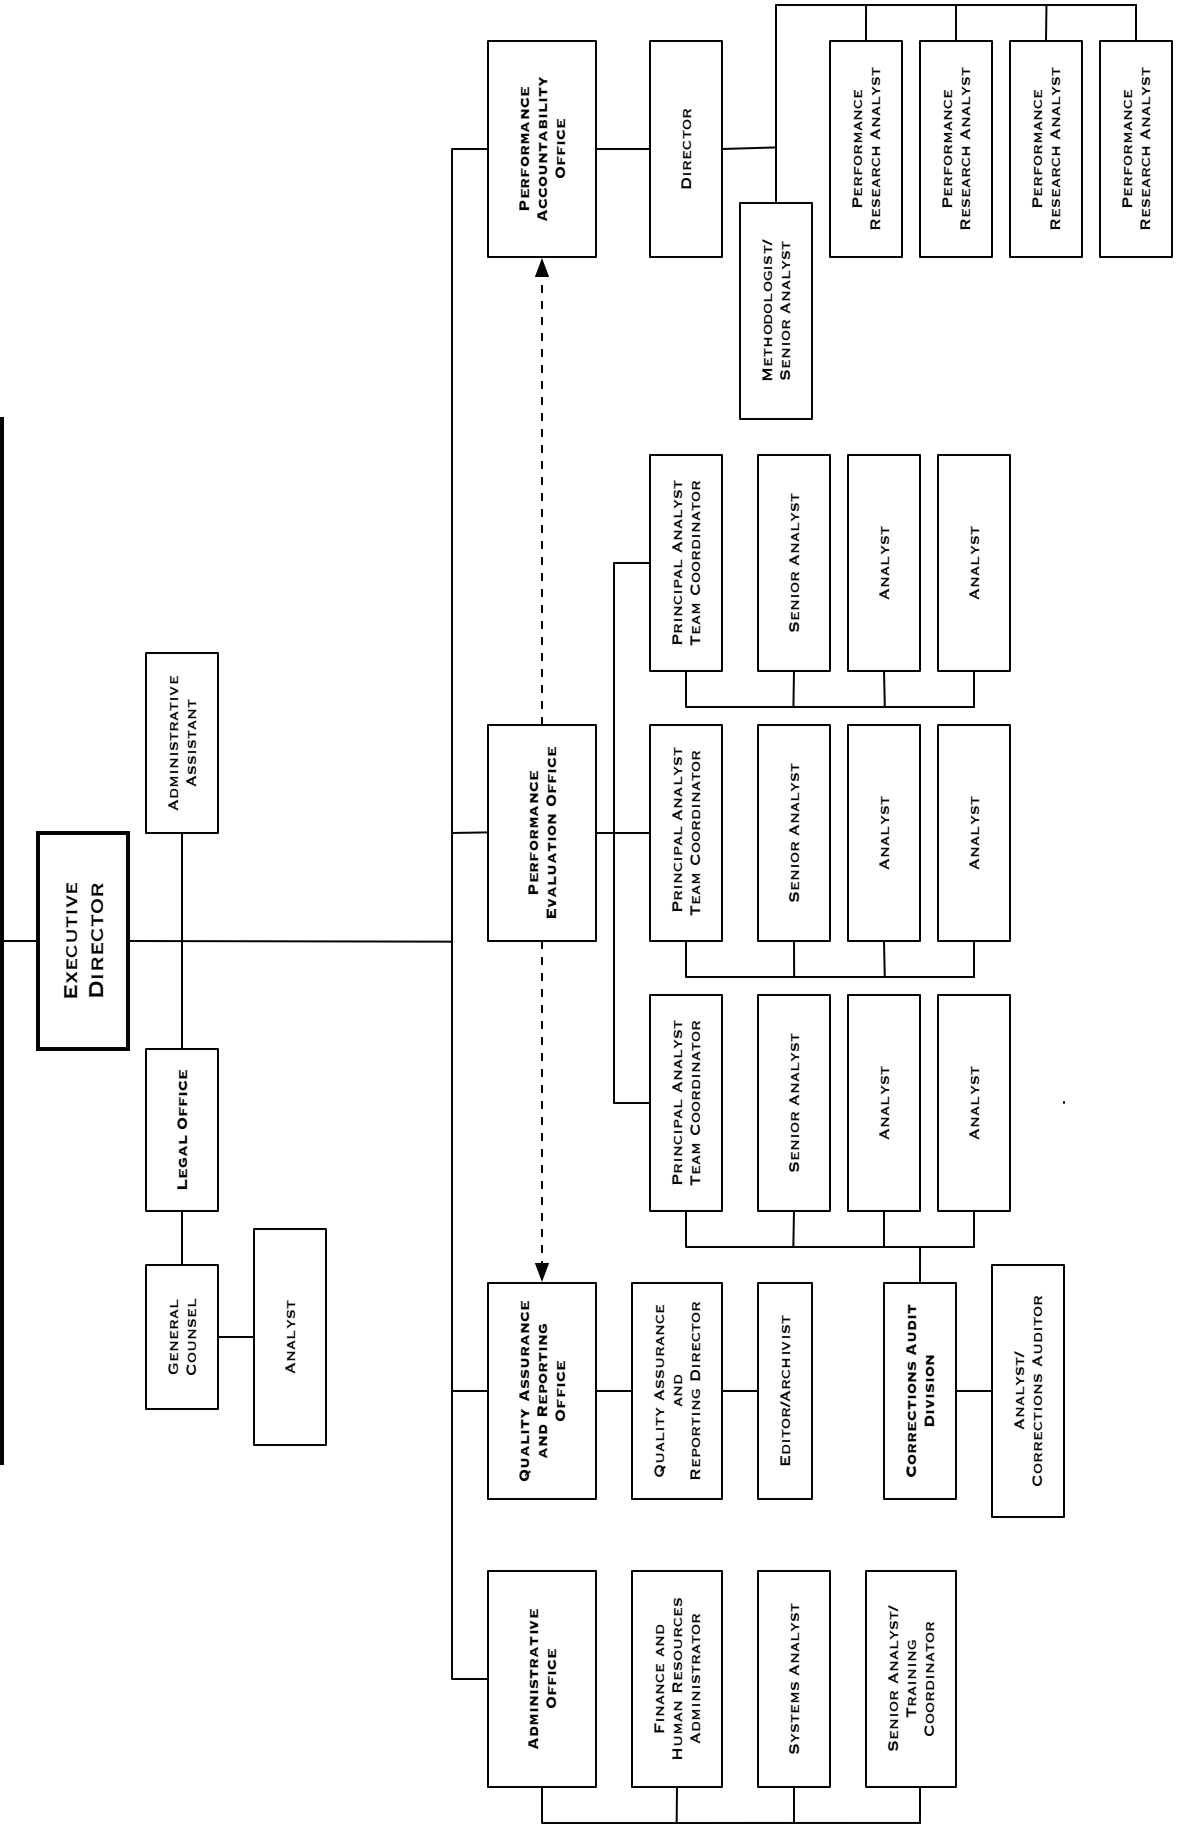 Executive
Director
General
Counsel
Legal Office
Administrative
Assistant
Analyst
Administrative
Office
Quality Assurance
and Reporting
Office
Performance
Evaluation Office
Performance
Accountability
Office
Finance and
Human Resources
Administrator
Quality Assurance
and
Reporting Director
Principal Analyst
Team Coordinator
Principal Analyst
Team Coordinator
Principal Analyst
Team Coordinator
Director
Systems Analyst
Editor/Archivist
Senior Analyst
Senior Analyst
Senior Analyst
Methodologist/
Senior Analyst
Senior Analyst/
Training
Coordinator
Corrections Audit
Division
Analyst
Analyst
Analyst
Performance
Research Analyst
Analyst
Analyst
Analyst
Performance
Research Analyst
Analyst/
Corrections Auditor
Performance
Research Analyst
Performance
Research Analyst